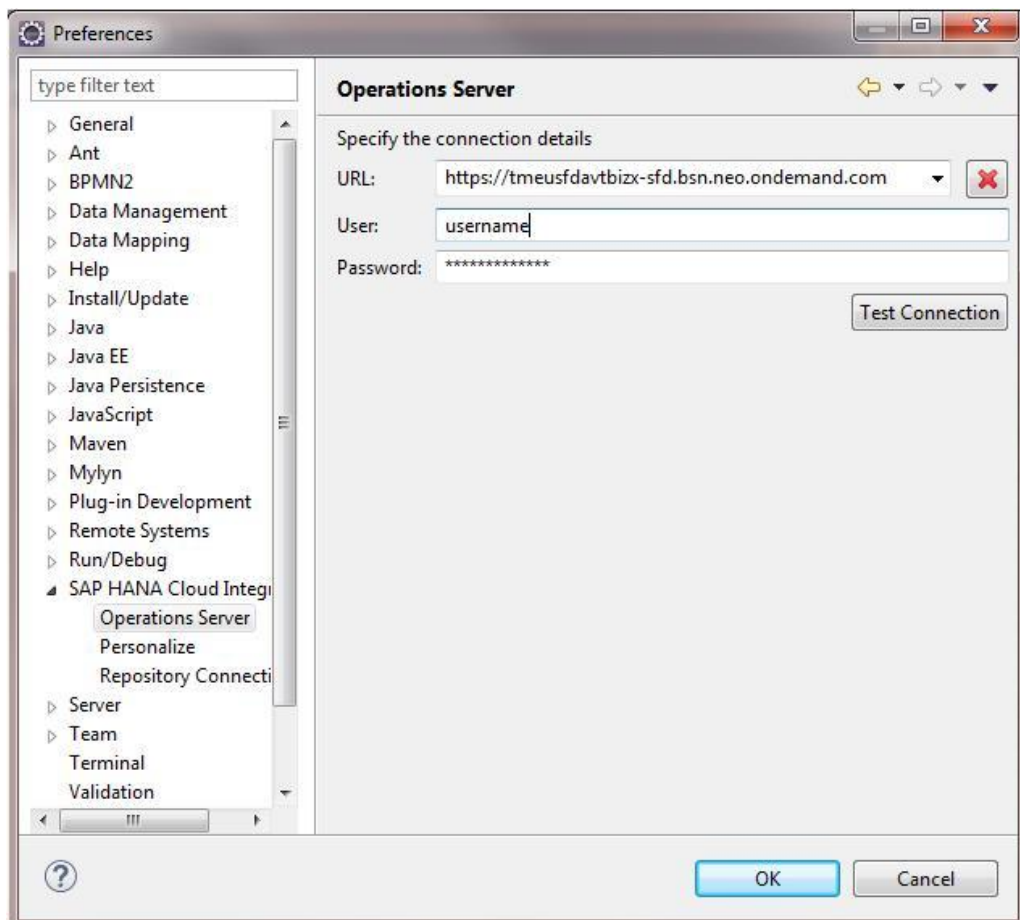 Preferences
type filter text
General
Ant
BPMN2
Data Management
Data Mapping
Help
Install/Update
Java
Java EE
Java Persistence
JavaScript
Maven
Mylyn
Plug-in Development
Remote Systems
Run/Debug
SAP HANA Cloud Integr
Operations Server
Personalize
Repository Connecti
Server
Team
Terminal
Validation
Operations Server
Specify the connection details
URL: https://tmeusfdavtbizx-sfd.bsn.neo.ondemand.com
User: username
Password: *************
Test Connection
OK Cancel